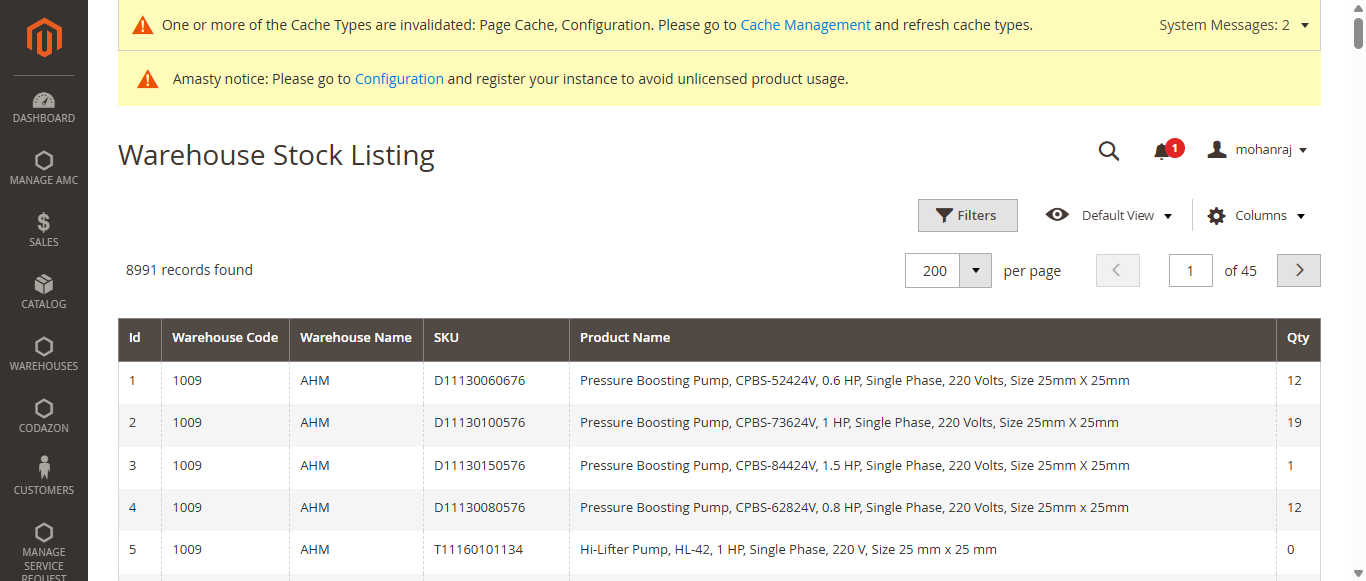 One or more of the Cache Types are invalidated: Page Cache, Configuration. Please go to Cache Management and refresh cache types. System Messages: 2
Amasty notice: Please go to Configuration and register your instance to avoid unlicensed product usage.
DASHBOARD
MANAGE AMC
SALES
CATALOG
WAREHOUSES
CODAZON
CUSTOMERS
MANAGE
SERVICE
REQUEST
Warehouse Stock Listing
1 mohanraj
Filters Default View Columns
8991 records found 200 per page 1 of 45
Id Warehouse Code Warehouse Name SKU Product Name Qty
1 1009 AHM D11130060676 Pressure Boosting Pump, CPBS-52424V, 0.6 HP, Single Phase, 220 Volts, Size 25mm X 25mm 12
2 1009 AHM D11130100576 Pressure Boosting Pump, CPBS-73624V, 1 HP, Single Phase, 220 Volts, Size 25mm X 25mm 19
3 1009 AHM D11130150576 Pressure Boosting Pump, CPBS-84424V, 1.5 HP, Single Phase, 220 Volts, Size 25mm X 25mm 1
4 1009 AHM D11130080576 Pressure Boosting Pump, CPBS-62824V, 0.8 HP, Single Phase, 220 Volts, Size 25mm x 25mm 12
5 1009 AHM T11160101134 Hi-Lifter Pump, HL-42, 1 HP, Single Phase, 220 V, Size 25 mm x 25 mm 0